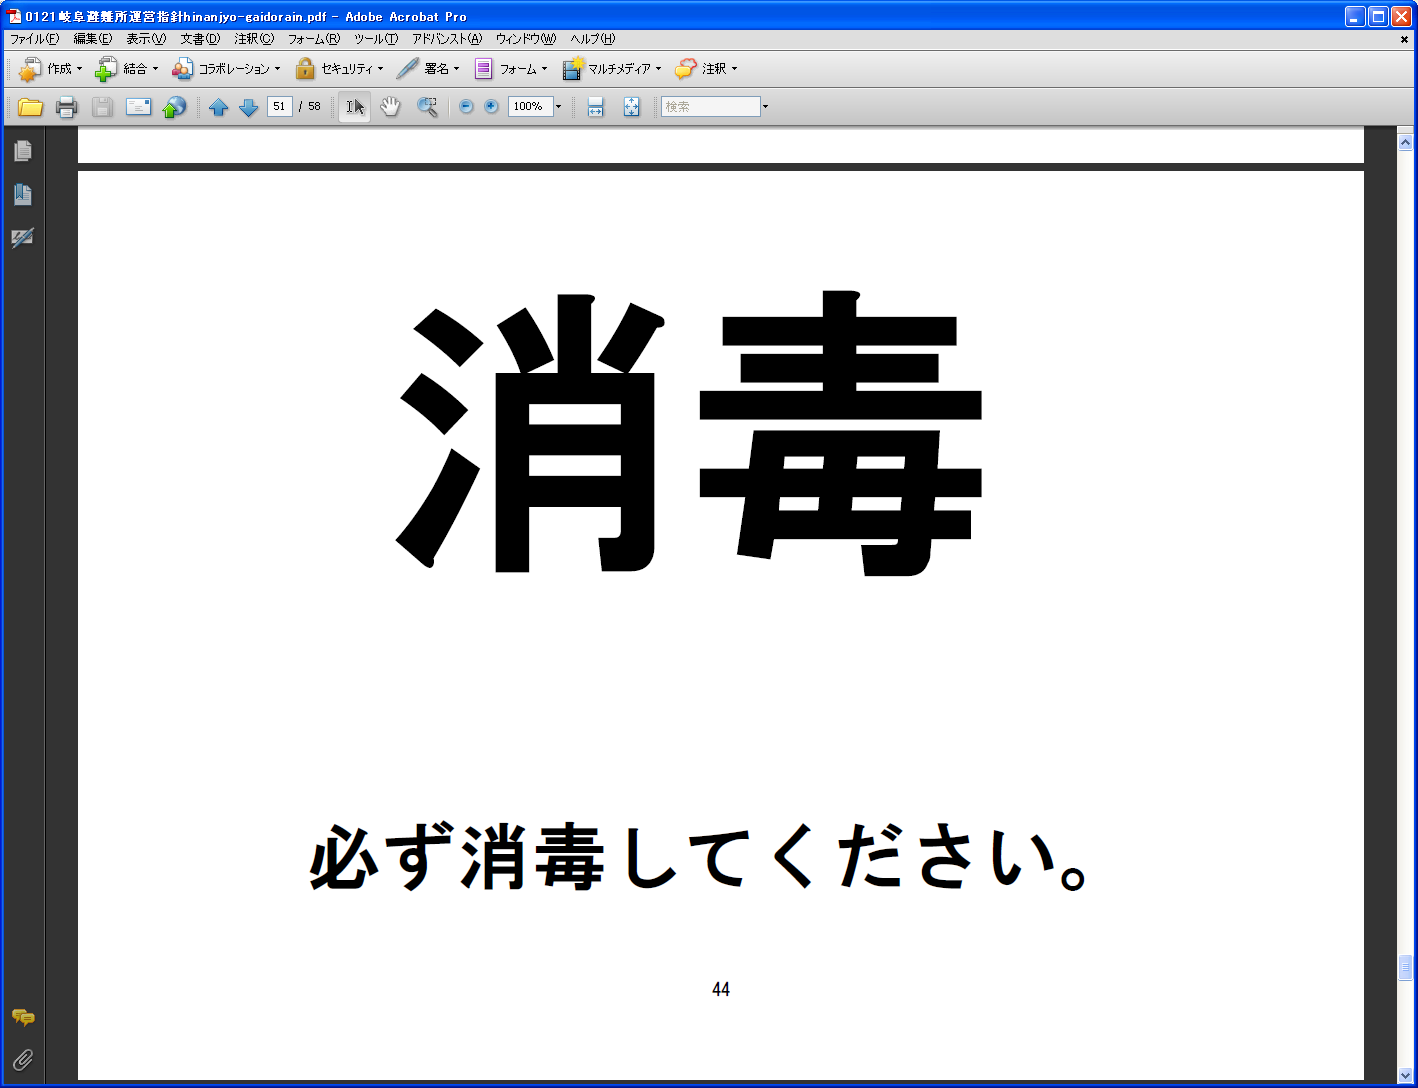 0121岐阜避難所運営指針hinanjyo-gaidorain.pdf - Adobe Acrobat Pro
ファイル(F) 編集(E) 表示(V) 文書(D) 注釈(C) フォーム(R) ツール(T) アドバンスト(A) ウィンドウ(W) ヘルプ(H)
作成 結合 コラボレーション セキュリティ 署名 フォーム マルチメディア 注釈
51 / 58 100% 検索
消毒
必ず消毒してください。
44